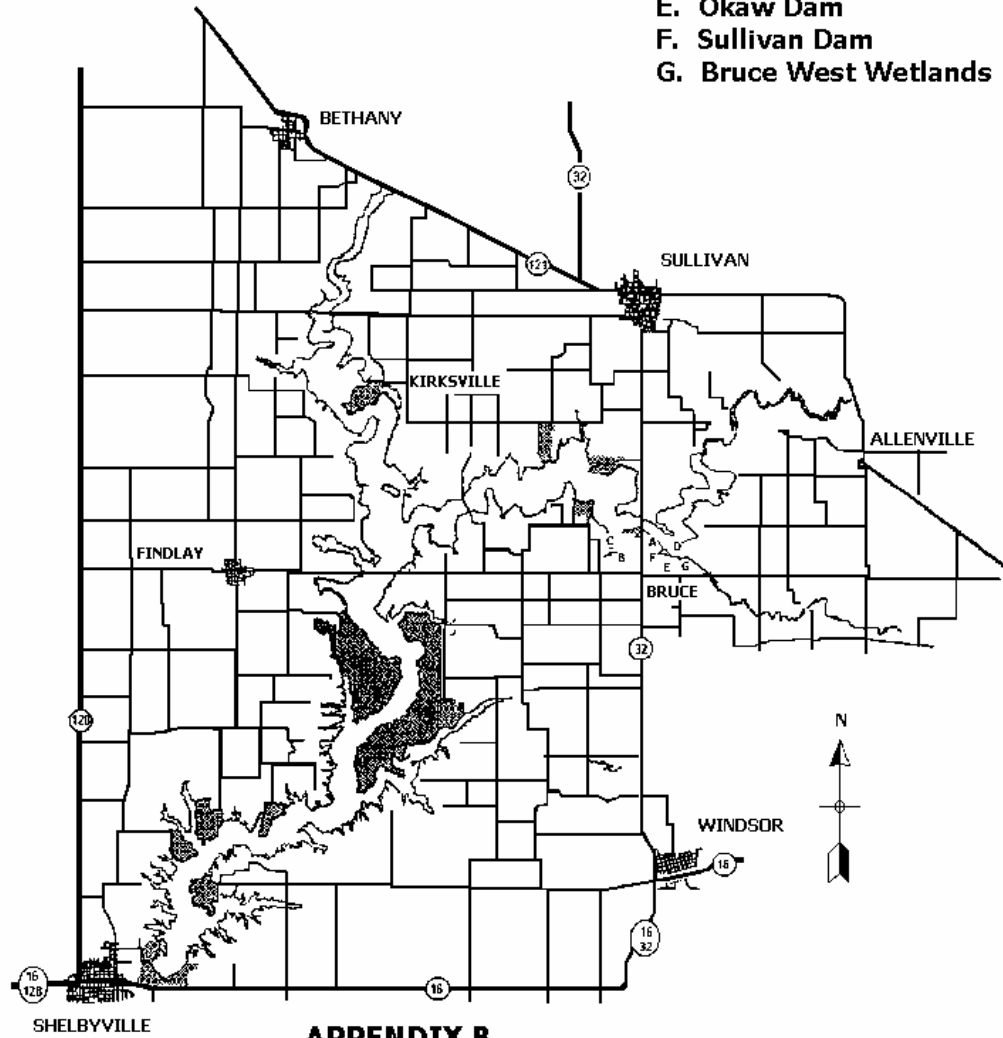 E. Okaw Dam
F. Sullivan Dam
G. Bruce West Wetlands
BETHANY
32
121
SULLIVAN
KIRKSVILLE
ALLENVILLE
FINDLAY
C
B
A
D
F
E
G
BRUCE
32
N
WINDSOR
16
16
32
16
128
16
SHELBYVILLE
APPENDIX B